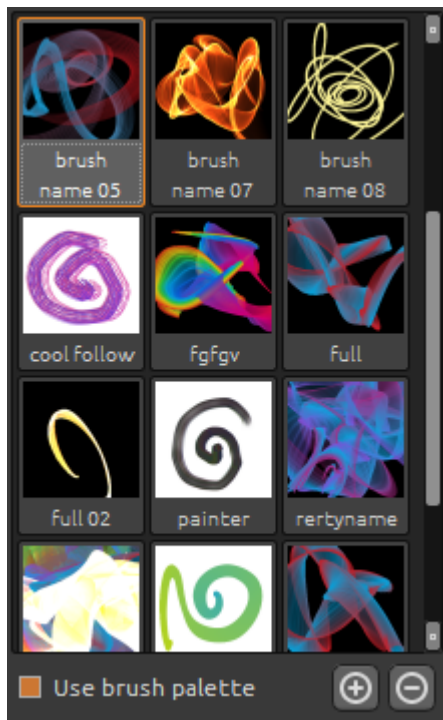 brush brush brush
name 05 name 07 name 08
cool follow fgfgv full
full 02 painter rertyname
Use brush palette